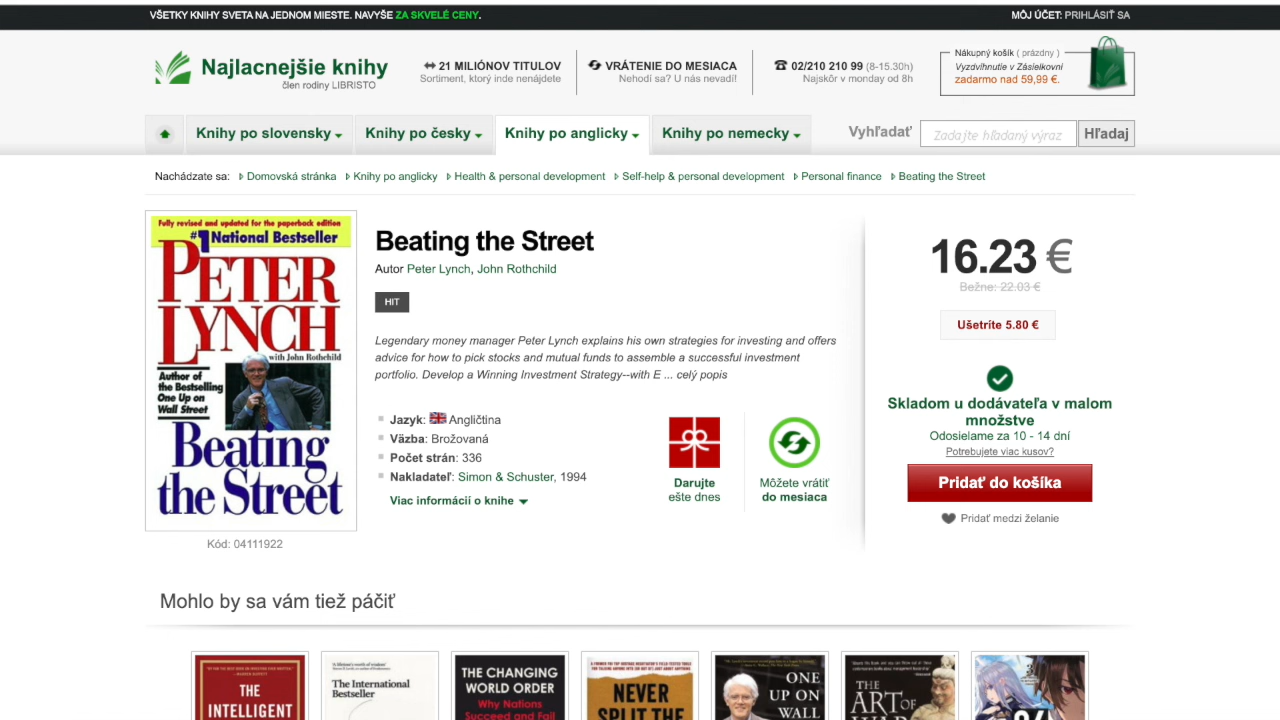 VŠETKY KNIHY SVETA NA JEDNOM MIESTE. NAVYŠE ZA SKVELÉ CENY.
MÔJ ÚČET: PRIHLÁSIŤ SA
Najlacnejšie knihy
člen rodiny LIBRISTO
21 MILIÓNOV TITULOV
Sortiment, ktorý inde nenájdete
VRÁTENIE DO MESIACA
Nehodí sa? U nás nevadí!
02/210 210 99 (8-15.30h)
Najskôr v monday od 8h
Nákupný košík ( prázdny )
Vyzdvihnutie v Zásielkovni
zadarmo nad 59,99 €.
Knihy po slovensky
Knihy po česky
Knihy po anglicky
Knihy po nemecky
Vyhľadať
Zadajte hľadaný výraz
Hľadaj
Nachádzate sa: Domovská stránka Knihy po anglicky Health & personal development Self-help & personal development Personal finance Beating the Street
Fully revised and updated for the paperback edition
#1 National Bestseller
PETER
LYNCH
with John Rothchild
Author of
the Bestselling
One Up on
Wall Street
Beating
the Street
Kód: 04111922
Beating the Street
Autor Peter Lynch, John Rothchild
HIT
Legendary money manager Peter Lynch explains his own strategies for investing and offers
advice for how to pick stocks and mutual funds to assemble a successful investment
portfolio. Develop a Winning Investment Strategy--with E ... celý popis
Jazyk: Angličtina
Väzba: Brožovaná
Počet strán: 336
Nakladateľ: Simon & Schuster, 1994
Viac informácií o knihe
Darujte
ešte dnes
Môžete vrátiť
do mesiaca
16.23 €
Bežne: 22.03 €
Ušetríte 5.80 €
Skladom u dodávateľa v malom
množstve
Odosielame za 10 - 14 dní
Potrebujete viac kusov?
Pridať do košíka
Pridať medzi želanie
Mohlo by sa vám tiež páčiť
THE
INTELLIGENT
The International
Bestseller
THE CHANGING
WORLD ORDER
Why Nations
Succeed and Fail
NEVER
SPLIT THE
ONE
UP ON
WALL
THE
ART OF
WAR